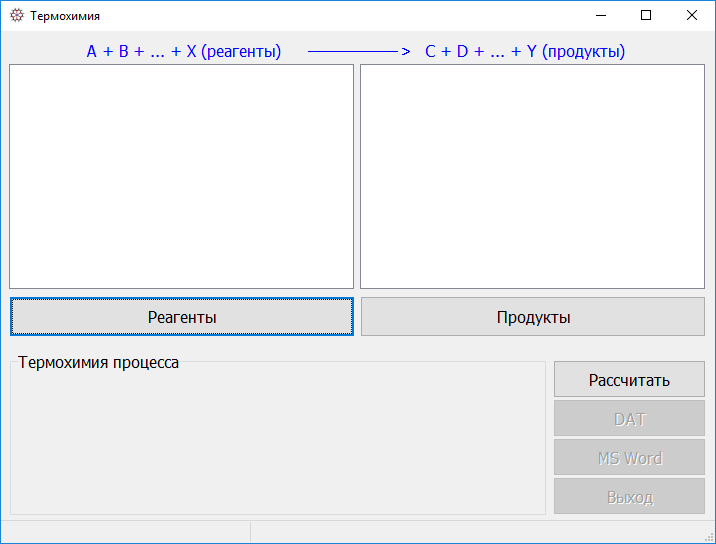 Термохимия
A + B + ... + X (реагенты) ————> C + D + ... + Y (продукты)
Реагенты
Продукты
Термохимия процесса
Рассчитать
DAT
MS Word
Выход